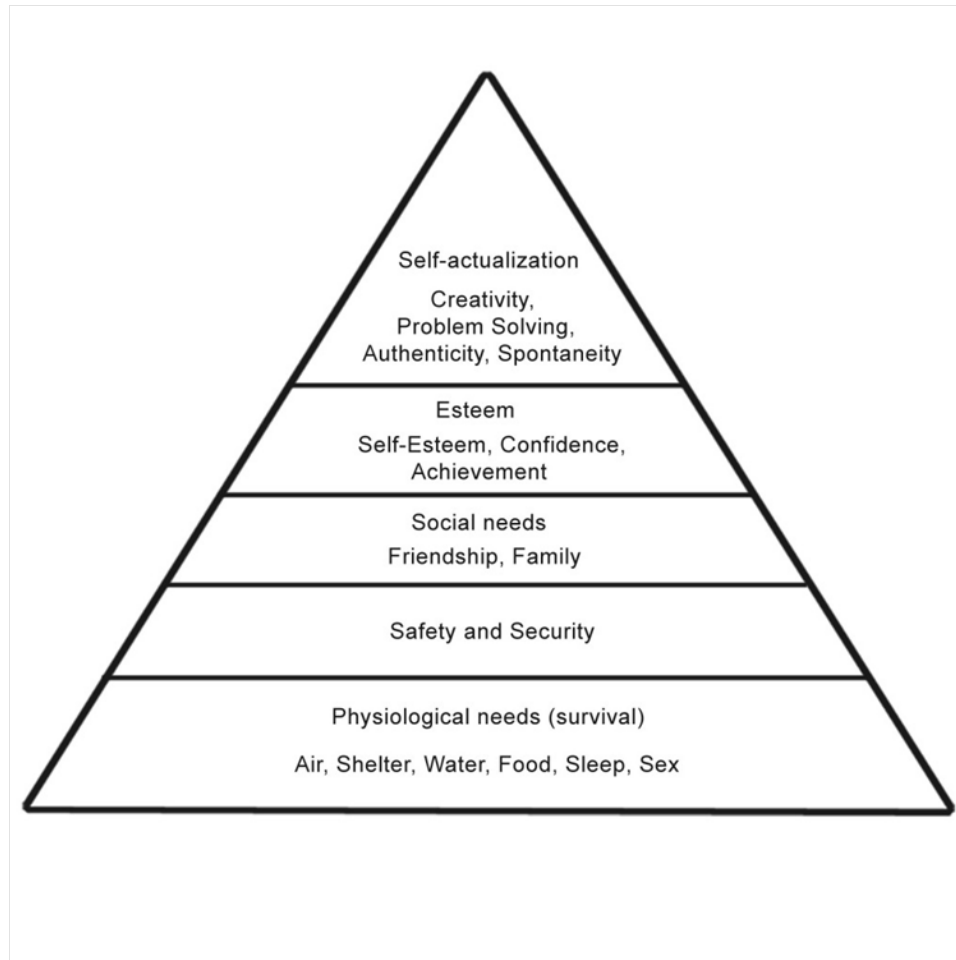 Self-actualization
Creativity,
Problem Solving,
Authenticity, Spontaneity
Esteem
Self-Esteem, Confidence,
Achievement
Social needs
Friendship, Family
Safety and Security
Physiological needs (survival)
Air, Shelter, Water, Food, Sleep, Sex